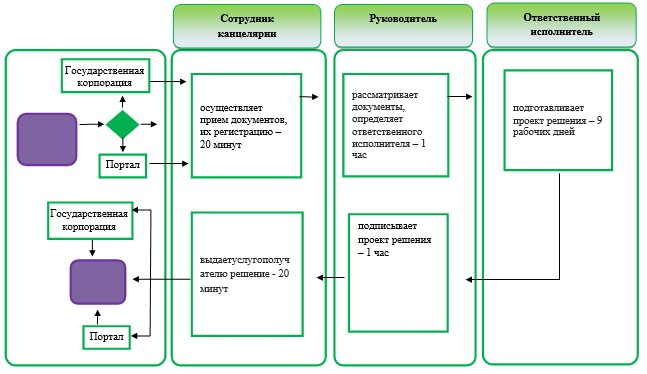 Сотрудник
канцелярии
Руководитель
Ответственный
исполнитель
Государственная
корпорация
Портал
осуществляет
прием документов,
их регистрацию –
20 минут
рассматривает
документы,
определяет
ответственного
исполнителя – 1
час
подготавливает
проект решения – 9
рабочих дней
Государственная
корпорация
Портал
выдаетуслугополуч
ателю решение - 20
минут
подписывает
проект решения
– 1 час